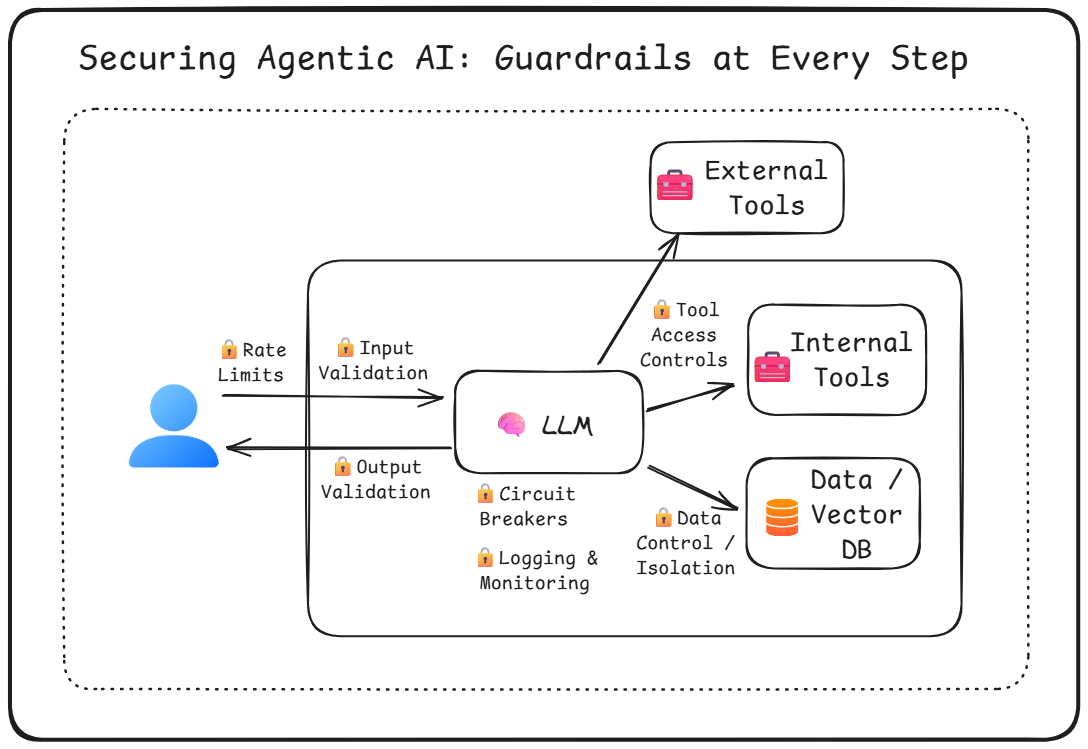 Securing Agentic AI: Guardrails at Every Step
External
Tools
Rate
Limits
Input
Validation
Tool
Access
Controls
Internal
Tools
LLM
Output
Validation
Circuit
Breakers
Logging &
Monitoring
Data
Control /
Isolation
Data /
Vector
DB